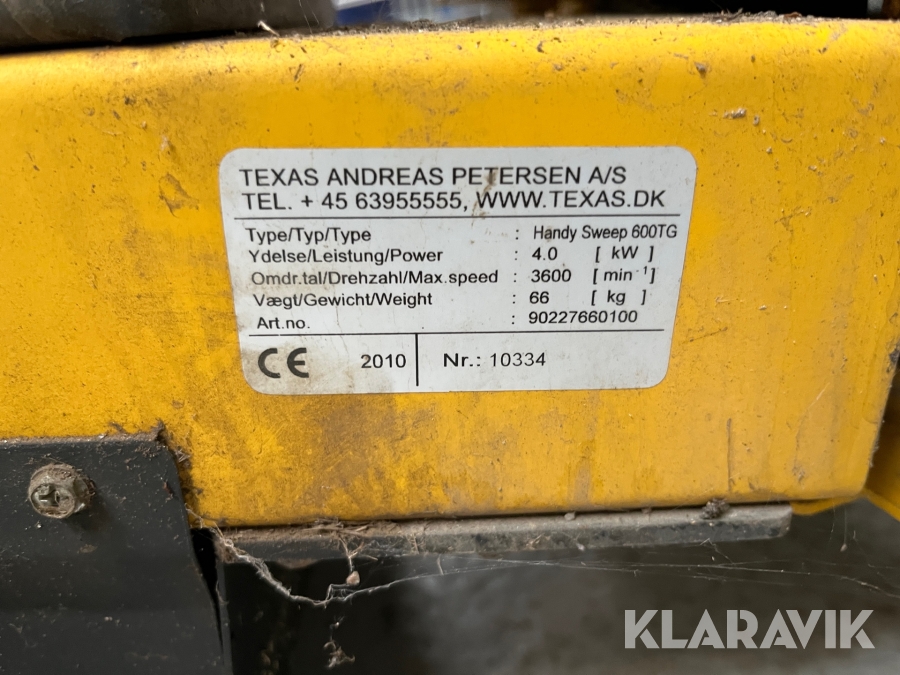 TEXAS ANDREAS PETERSEN A/S
TEL. + 45 63955555, WWW.TEXAS.DK
Type/Typ/Type : Handy Sweep 600TG
Ydelse/Leistung/Power : 4.0 [ kW ]
Omdr.tal/Drehzahl/Max.speed : 3600 [ min⁻¹]
Vægt/Gewicht/Weight : 66 [ kg ]
Art.no. : 90227660100
CE 2010 Nr.: 10334
KLARAVIK